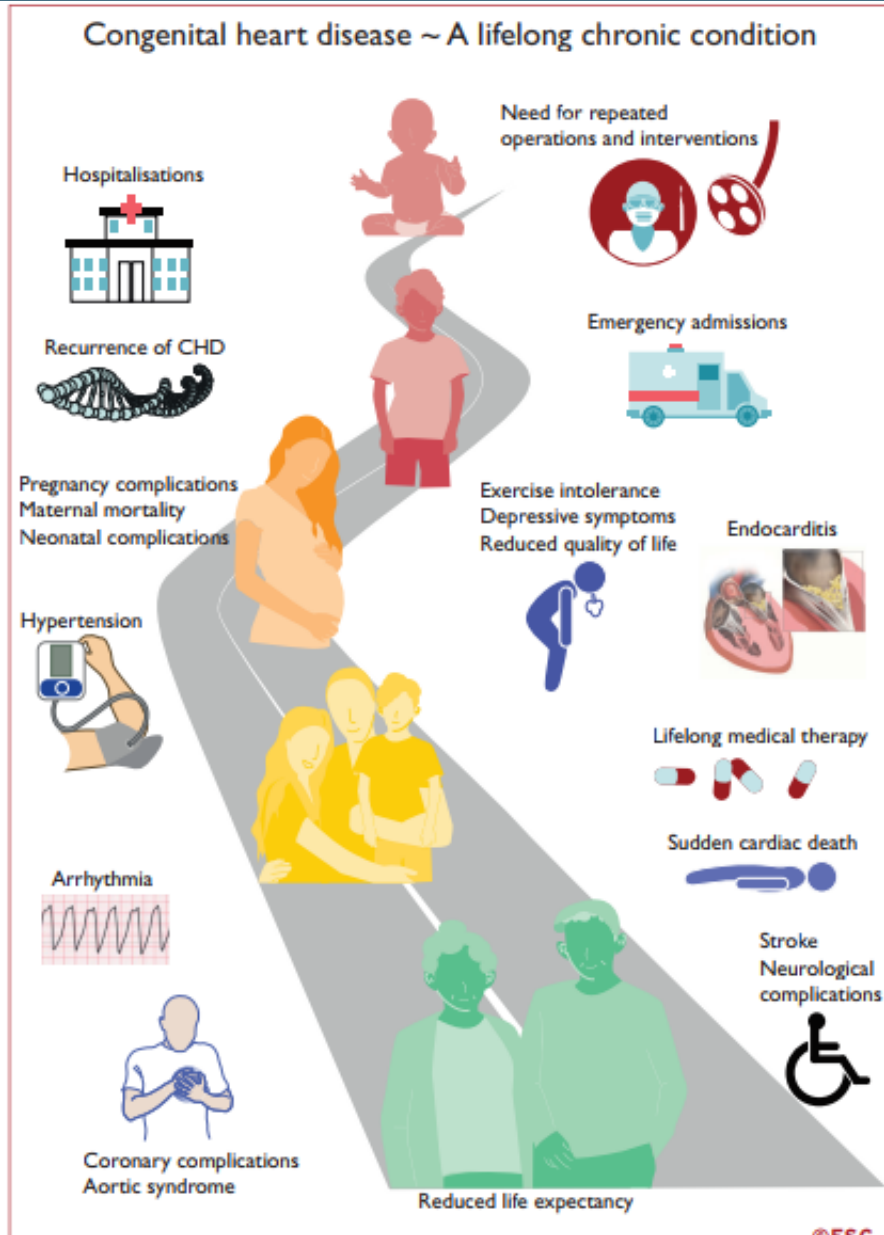 Congenital heart disease ~ A lifelong chronic condition
Need for repeated
operations and interventions
Hospitalisations
Emergency admissions
Recurrence of CHD
Pregnancy complications
Maternal mortality
Neonatal complications
Exercise intolerance
Depressive symptoms
Reduced quality of life
Endocarditis
Hypertension
Lifelong medical therapy
Sudden cardiac death
Arrhythmia
Stroke
Neurological
complications
Coronary complications
Aortic syndrome
Reduced life expectancy
©ESC